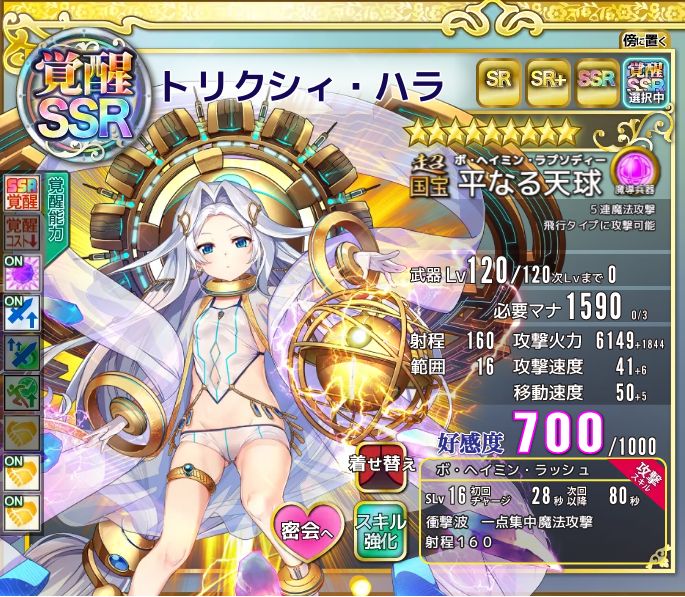 傍に置く
覚醒
SSR
トリクシィ・ハラ
SR
SR+
SSR
覚醒
SSR
選択中
超
国宝
ボ・ヘイミン・ラプソディー
平なる天球
魔導兵器
5連魔法攻撃
飛行タイプに攻撃可能
SSR
覚醒
覚醒
コスト↓
覚醒能力
ON
ON
ON
ON
武器Lv120/120次Lvまで0
必要マナ1590 0/3
射程 160 攻撃火力 6149+1844
範囲 16 攻撃速度 41+6
移動速度 50+5
好感度 700/1000
着せ替え
ボ・ヘイミン・ラッシュ
攻撃
スキル
SLv 16 初回チャージ 28秒 次回以降 80秒
衝撃波 一点集中魔法攻撃
射程160
密会へ
スキル
強化